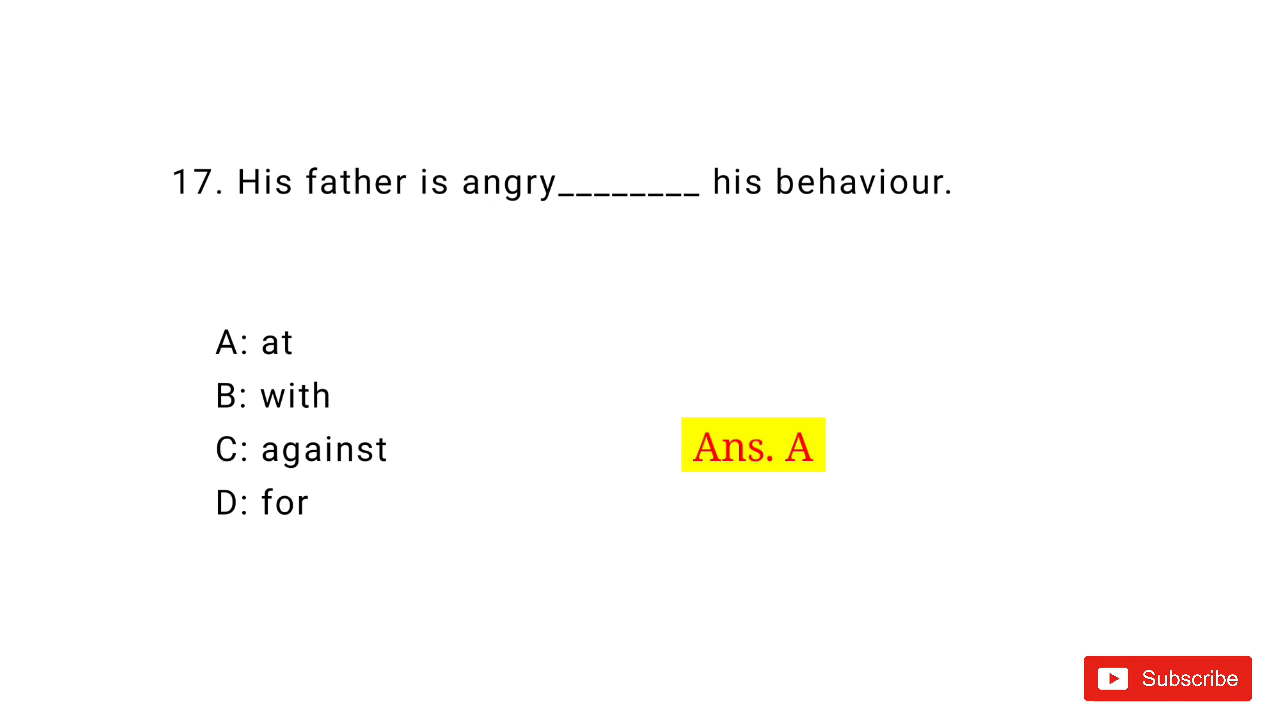 17. His father is angry________ his behaviour.
A: at
B: with
C: against
D: for
Ans. A
Subscribe